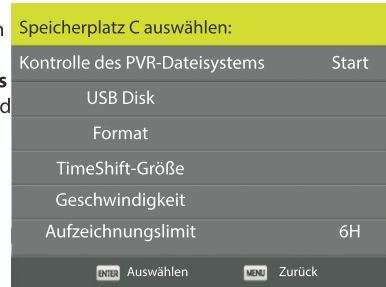 n
s
d
Speicherplatz C auswählen:
Kontrolle des PVR-Dateisystems Start
USB Disk
Format
TimeShift-Größe
Geschwindigkeit
Aufzeichnungslimit 6H
ENTER Auswählen MENU Zurück